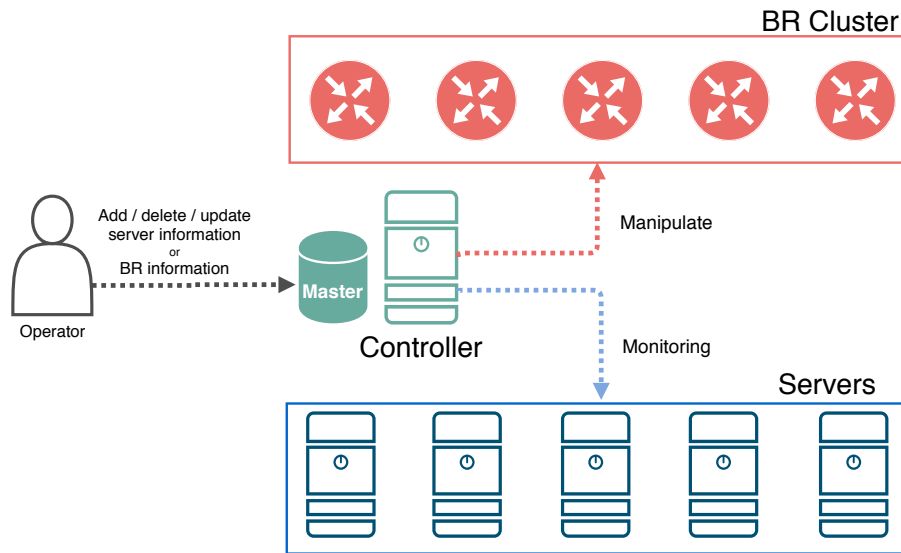 BR Cluster
Add / delete / update
server information
or
BR information
Manipulate
Master
Operator
Controller
Monitoring
Servers